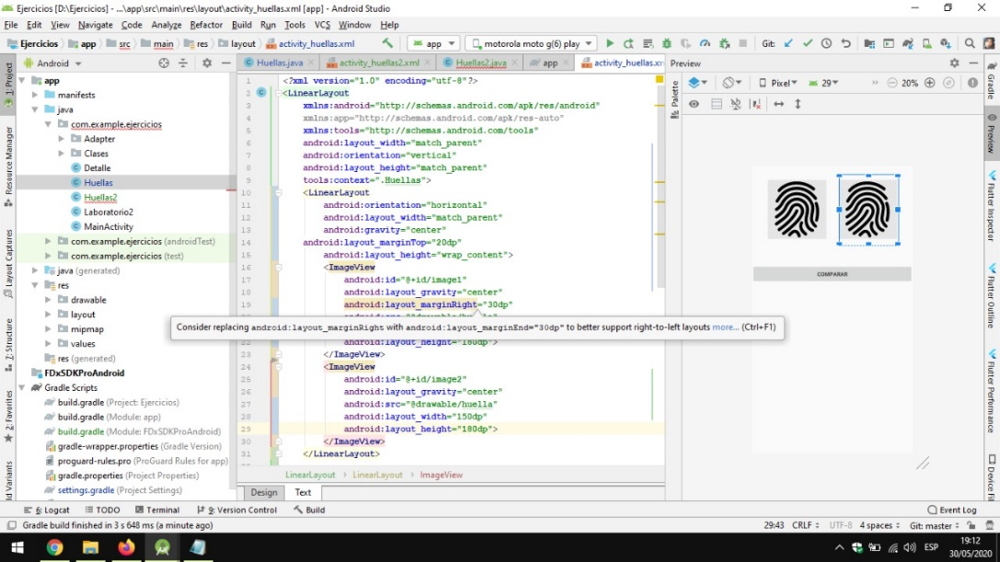 Ejercicios [D:\Ejercicios] - ...\app\src\main\res\layout\activity_huellas.xml [app] - Android Studio
File Edit View Navigate Code Analyze Refactor Build Run Tools VCS Window Help
Ejercicios app src main res layout activity_huellas.xml app motorola moto g(6) play Git:
1: Project
Resource Manager
Layout Captures
7: Structure
2: Favorites
Android
app
manifests
java
com.example.ejercicios
Adapter
Clases
Detalle
Huellas
Huellas2
Laboratorio2
MainActivity
com.example.ejercicios (androidTest)
com.example.ejercicios (test)
java (generated)
res
drawable
layout
mipmap
values
res (generated)
FDxSDKProAndroid
Gradle Scripts
build.gradle (Project: Ejercicios)
build.gradle (Module: app)
build.gradle (Module: FDxSDKProAndroid)
gradle-wrapper.properties (Gradle Version)
proguard-rules.pro (ProGuard Rules for app)
gradle.properties (Project Properties)
settings.gradle (Project Settings)
Huellas.java activity_huellas2.xml Huellas2.java app activity_huellas.xm
1 <?xml version="1.0" encoding="utf-8"?>
2 <LinearLayout
3 xmlns:android="http://schemas.android.com/apk/res/android"
4 xmlns:app="http://schemas.android.com/apk/res-auto"
5 xmlns:tools="http://schemas.android.com/tools"
6 android:layout_width="match_parent"
7 android:orientation="vertical"
8 android:layout_height="match_parent"
9 tools:context=".Huellas">
10 <LinearLayout
11 android:orientation="horizontal"
12 android:layout_width="match_parent"
13 android:gravity="center"
14 android:layout_marginTop="20dp"
15 android:layout_height="wrap_content">
16 <ImageView
17 android:id="@+id/image1"
18 android:layout_gravity="center"
19 android:layout_marginRight="30dp"
Consider replacing android:layout_marginRight with android:layout_marginEnd="30dp" to better support right-to-left layouts more... (Ctrl+F1)
22 android:layout_height="180dp">
23 </ImageView>
24 <ImageView
25 android:id="@+id/image2"
26 android:layout_gravity="center"
27 android:src="@drawable/huella"
28 android:layout_width="150dp"
29 android:layout_height="180dp">
30 </ImageView>
31 </LinearLayout>
LinearLayout LinearLayout ImageView
Design Text
Preview
Palette
Pixel 29 20%
COMPARAR
Gradle
Preview
Flutter Inspector
Flutter Outline
Flutter Performance
Device Fi
6: Logcat TODO Terminal 9: Version Control Build Event Log
Gradle build finished in 3 s 648 ms (a minute ago) 29:43 CRLF UTF-8 4 spaces Git: master
ESP 19:12
30/05/2020